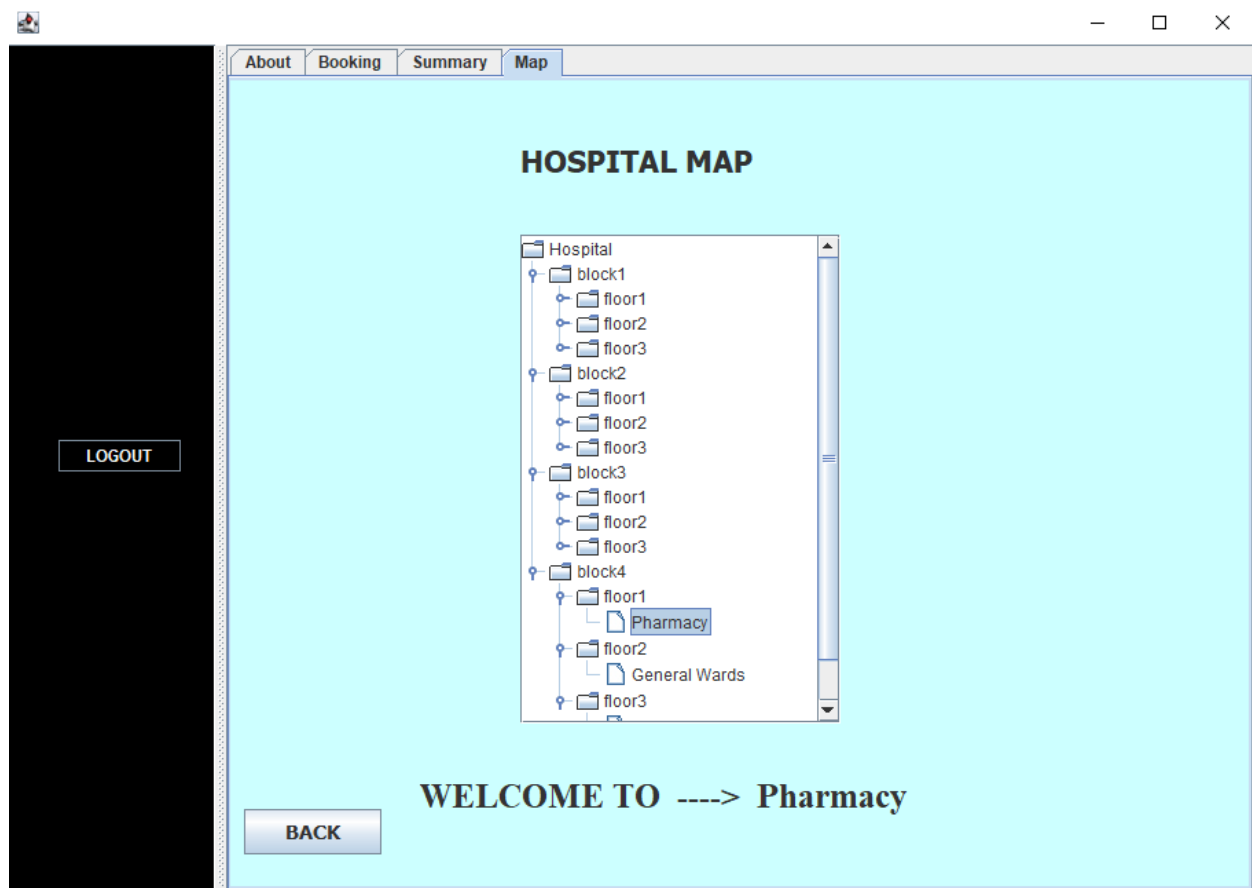 About Booking Summary Map
HOSPITAL MAP
Hospital
block1
floor1
floor2
floor3
block2
floor1
floor2
floor3
block3
floor1
floor2
floor3
block4
floor1
Pharmacy
floor2
General Wards
floor3
LOGOUT
WELCOME TO ----> Pharmacy
BACK